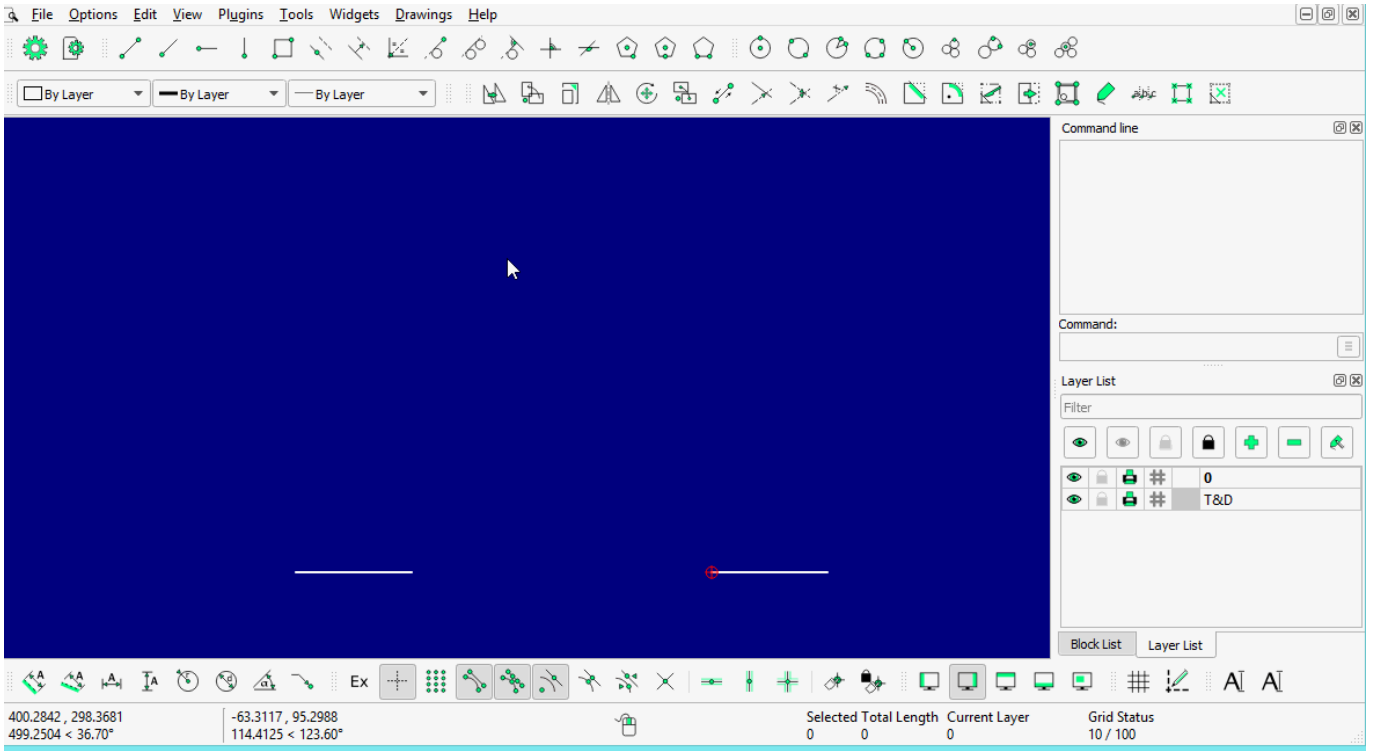 File Options Edit View Plugins Tools Widgets Drawings Help
By Layer By Layer By Layer
Command line
Command:
Layer List
Filter
0
T&D
Block List Layer List
Ex
400.2842 , 298.3681 -63.3117 , 95.2988 Selected Total Length Current Layer Grid Status
499.2504 < 36.70° 114.4125 < 123.60° 0 0 0 10 / 100